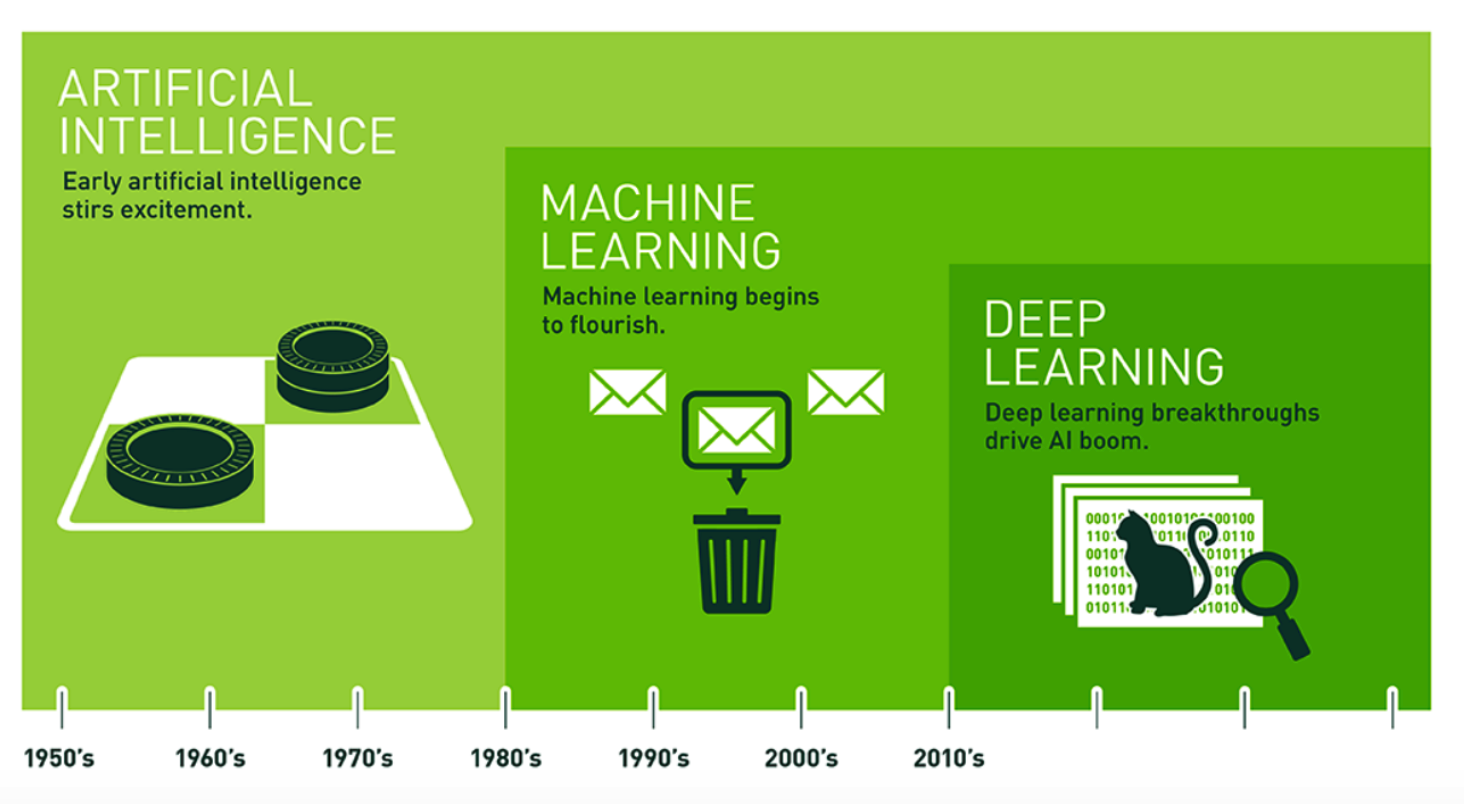 ARTIFICIAL
INTELLIGENCE
Early artificial intelligence
stirs excitement.
MACHINE
LEARNING
Machine learning begins
to flourish.
DEEP
LEARNING
Deep learning breakthroughs
drive AI boom.
1950's
1960's
1970's
1980's
1990's
2000's
2010's